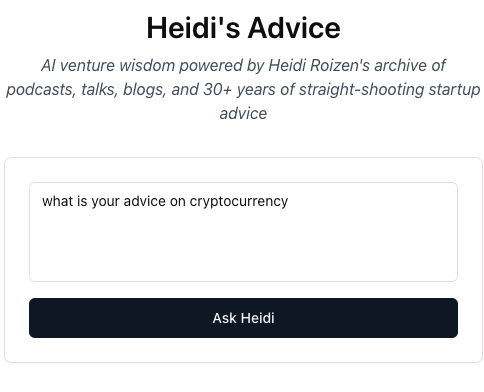 Heidi's Advice
AI venture wisdom powered by Heidi Roizen's archive of
podcasts, talks, blogs, and 30+ years of straight-shooting startup
advice
what is your advice on cryptocurrency
Ask Heidi